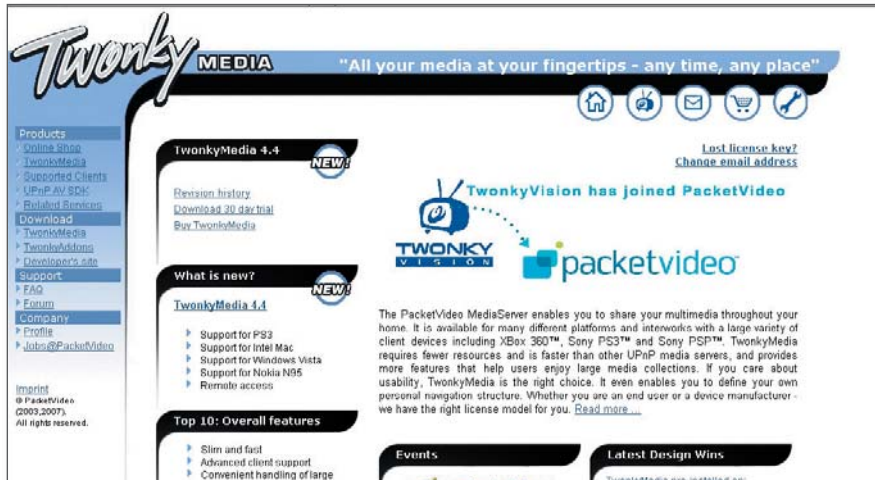 Twonky MEDIA
"All your media at your fingertips - any time, any place"
Products
Online Shop
TwonkyMedia
Supported Clients
UPnP AV SDK
Related Services
Download
TwonkyMedia
TwonkyAddons
Developer's site
Support
FAQ
Forum
Company
Profile
Jobs@PacketVideo
Imprint
© PacketVideo
(2003,2007).
All rights reserved.
TwonkyMedia 4.4
NEW!
Revision history
Download 30 day trial
Buy TwonkyMedia
What is new?
NEW!
TwonkyMedia 4.4
Support for PS3
Support for Intel Mac
Support for Windows Vista
Support for Nokia N95
Remote access
Top 10: Overall features
Slim and fast
Advanced client support
Convenient handling of large
Lost license key?
Change email address
TwonkyVision has joined PacketVideo
TWONKY
VISION
packetvideo
The PacketVideo MediaServer enables you to share your multimedia throughout your
home. It is available for many different platforms and interworks with a large variety of
client devices including XBox 360™, Sony PS3™ and Sony PSP™. TwonkyMedia
requires fewer resources and is faster than other UPnP media servers, and provides
more features that help users enjoy large media collections. If you care about
usability, TwonkyMedia is the right choice. It even enables you to define your own
personal navigation structure. Whether you are an end user or a device manufacturer -
we have the right license model for you. Read more ...
Events
Latest Design Wins
TwonkyMedia pre-installed on: